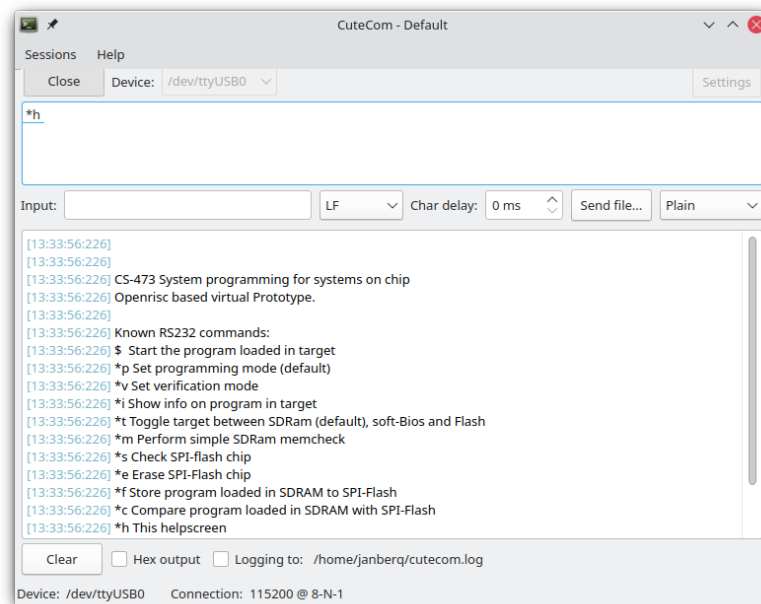 CuteCom - Default
Sessions Help
Close Device: /dev/ttyUSB0 Settings
*h
Input: LF Char delay: 0 ms Send file... Plain
[13:33:56:226]
[13:33:56:226]
[13:33:56:226] CS-473 System programming for systems on chip
[13:33:56:226] Openrisc based virtual Prototype.
[13:33:56:226]
[13:33:56:226] Known RS232 commands:
[13:33:56:226] $  Start the program loaded in target
[13:33:56:226] *p Set programming mode (default)
[13:33:56:226] *v Set verification mode
[13:33:56:226] *i Show info on program in target
[13:33:56:226] *t Toggle target between SDRam (default), soft-Bios and Flash
[13:33:56:226] *m Perform simple SDRam memcheck
[13:33:56:226] *s Check SPI-flash chip
[13:33:56:226] *e Erase SPI-Flash chip
[13:33:56:226] *f Store program loaded in SDRAM to SPI-Flash
[13:33:56:226] *c Compare program loaded in SDRAM with SPI-Flash
[13:33:56:226] *h This helpscreen
Clear Hex output Logging to: /home/janberq/cutecom.log
Device: /dev/ttyUSB0 Connection: 115200 @ 8-N-1